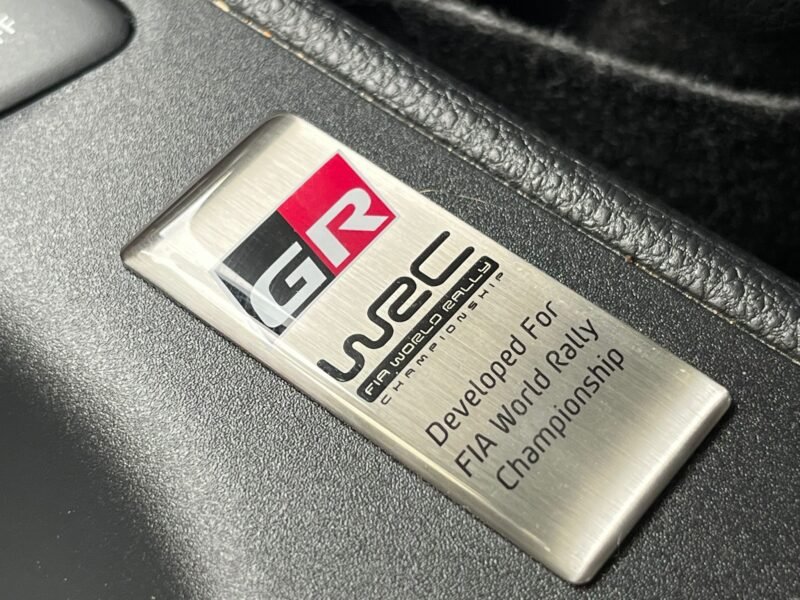 GR
WRC
FIA WORLD RALLY
CHAMPIONSHIP
Developed For
FIA World Rally
Championship